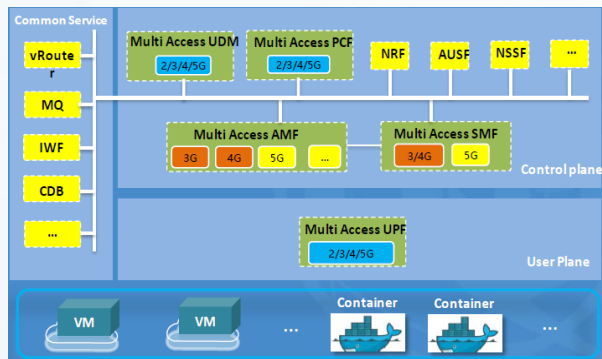 Common Service
vRoute
r
MQ
IWF
CDB
...
Multi Access UDM
2/3/4/5G
Multi Access PCF
2/3/4/5G
NRF
AUSF
NSSF
...
Multi Access AMF
3G
4G
5G
...
Multi Access SMF
3/4G
5G
Control plane
Multi Access UPF
2/3/4/5G
User Plane
VM
VM
...
Container
Container
...